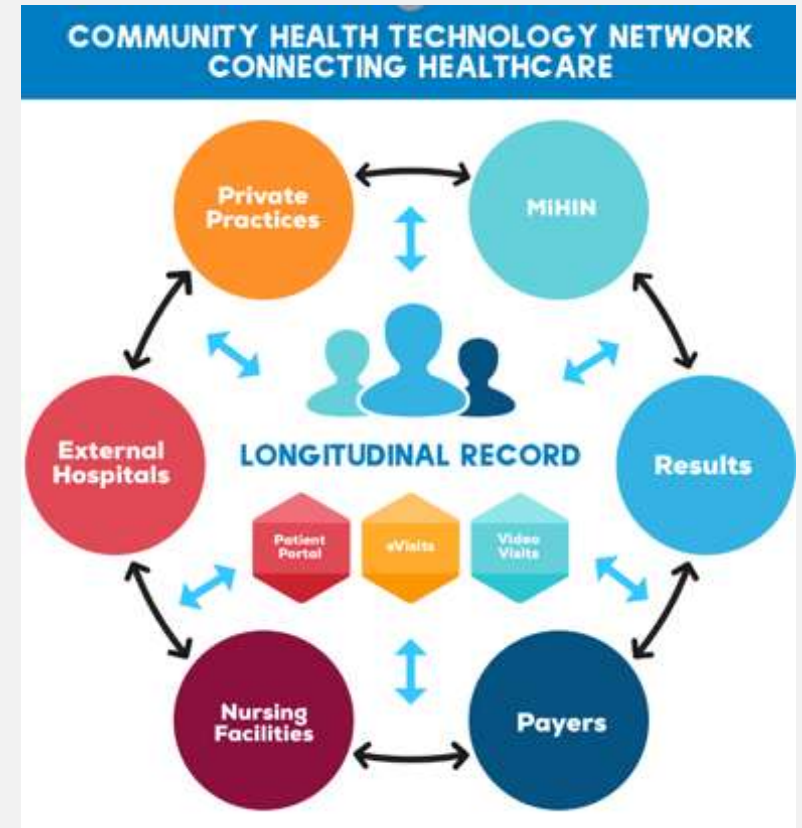 COMMUNITY HEALTH TECHNOLOGY NETWORK
CONNECTING HEALTHCARE
Private
Practices
MiHIN
External
Hospitals
LONGITUDINAL RECORD
Results
Patient
Portal
eVisits
Video
Visits
Nursing
Facilities
Payers